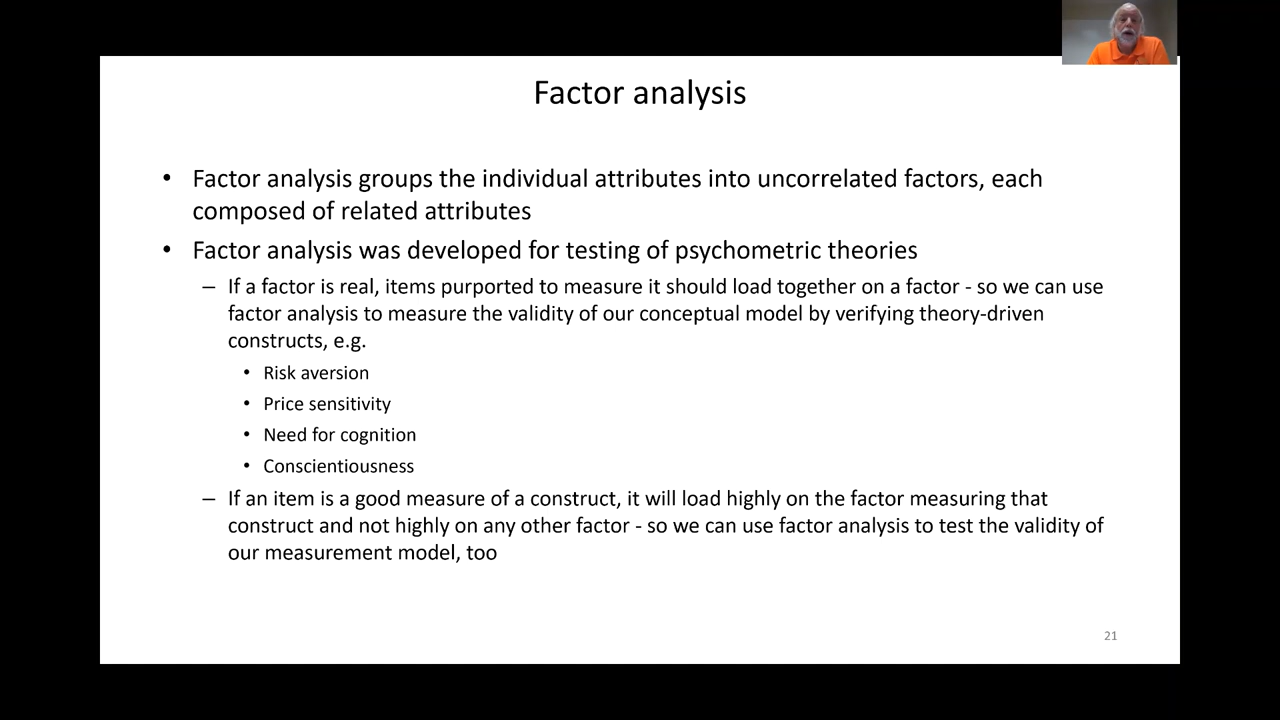 Factor analysis
• Factor analysis groups the individual attributes into uncorrelated factors, each
composed of related attributes
• Factor analysis was developed for testing of psychometric theories
– If a factor is real, items purported to measure it should load together on a factor - so we can use
factor analysis to measure the validity of our conceptual model by verifying theory-driven
constructs, e.g.
• Risk aversion
• Price sensitivity
• Need for cognition
• Conscientiousness
– If an item is a good measure of a construct, it will load highly on the factor measuring that
construct and not highly on any other factor - so we can use factor analysis to test the validity of
our measurement model, too
21